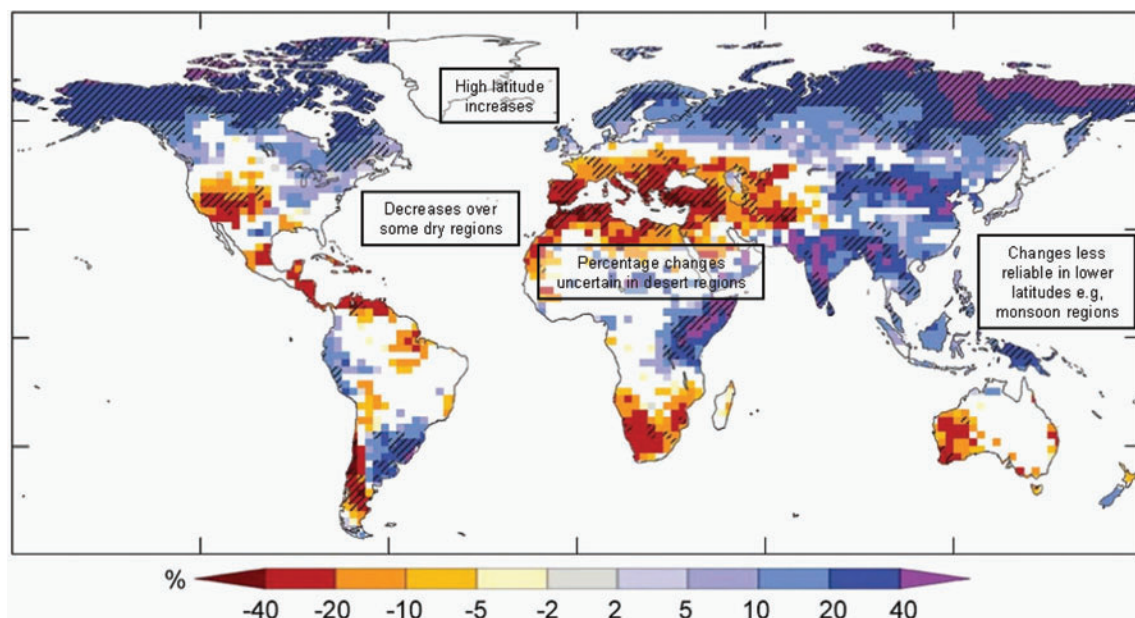 High latitude
increases
Decreases over
some dry regions
Percentage changes
uncertain in desert regions
Changes less
reliable in lower
latitudes e.g,
monsoon regions
%
-40 -20 -10 -5 -2 2 5 10 20 40